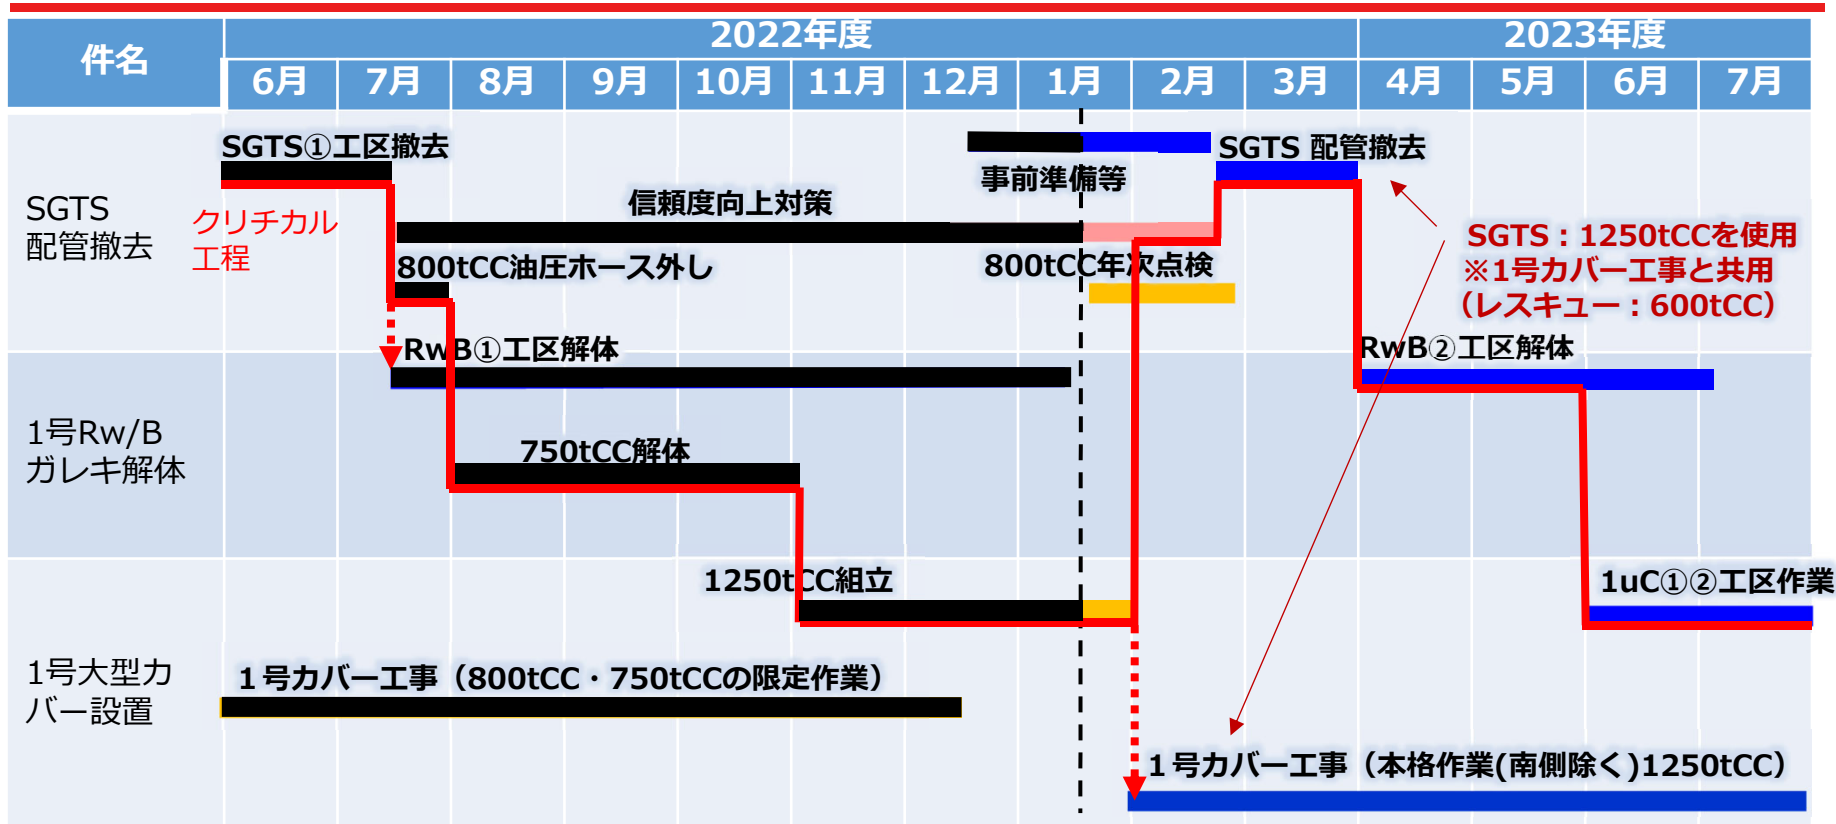 件名
2022年度
2023年度
6月
7月
8月
9月
10月
11月
12月
1月
2月
3月
4月
5月
6月
7月
SGTS
配管撤去
SGTS①工区撤去
クリチカル
工程
信頼度向上対策
事前準備等
SGTS 配管撤去
800tCC油圧ホース外し
800tCC年次点検
SGTS：1250tCCを使用
※1号カバー工事と共用
（レスキュー：600tCC）
1号Rw/B
ガレキ解体
RwB①工区解体
RwB②工区解体
750tCC解体
1号大型カ
バー設置
1250tCC組立
1uC①②工区作業
１号カバー工事（800tCC・750tCCの限定作業）
１号カバー工事（本格作業(南側除く)1250tCC）